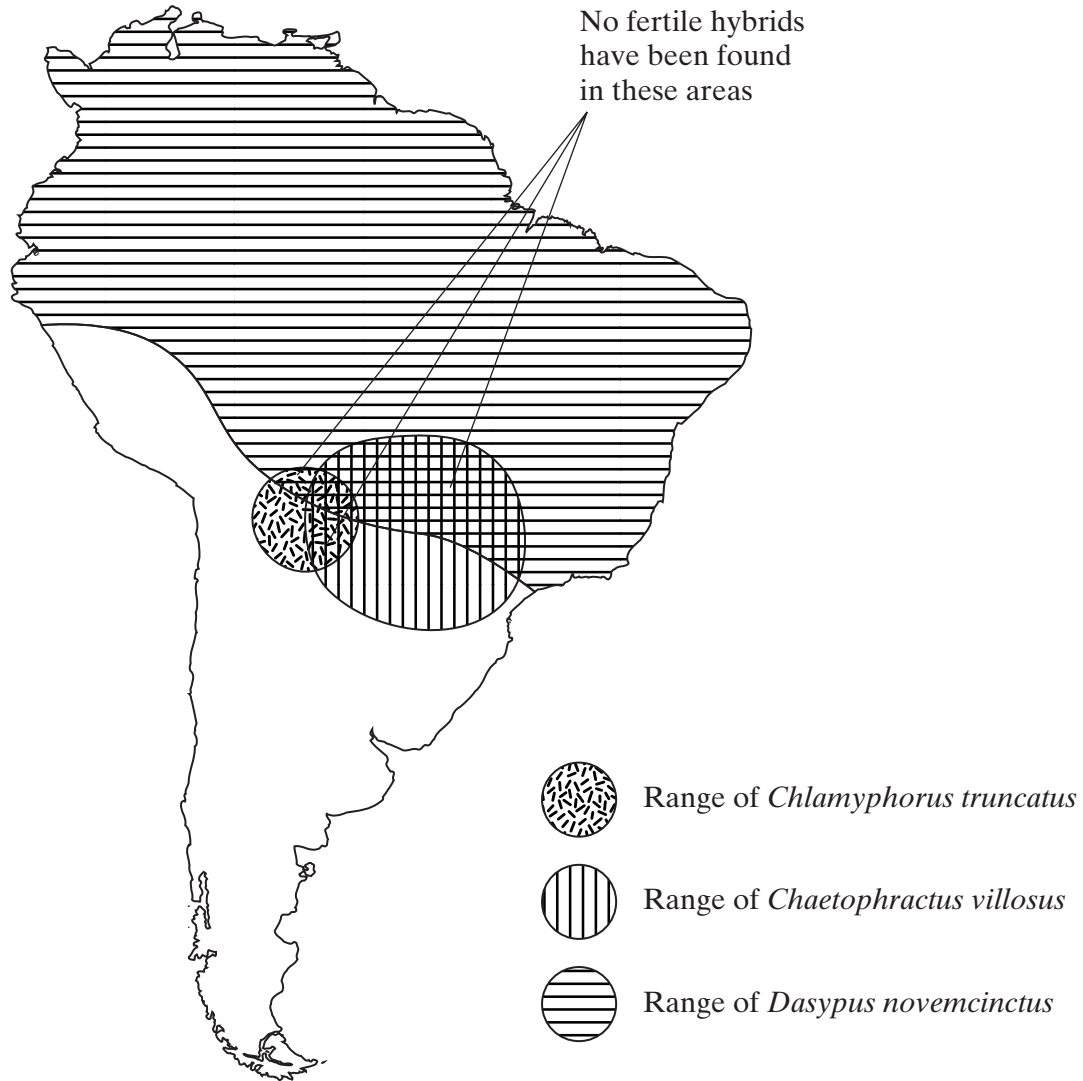 No fertile hybrids
have been found
in these areas
Range of Chlamyphorus truncatus
Range of Chaetophractus villosus
Range of Dasypus novemcinctus